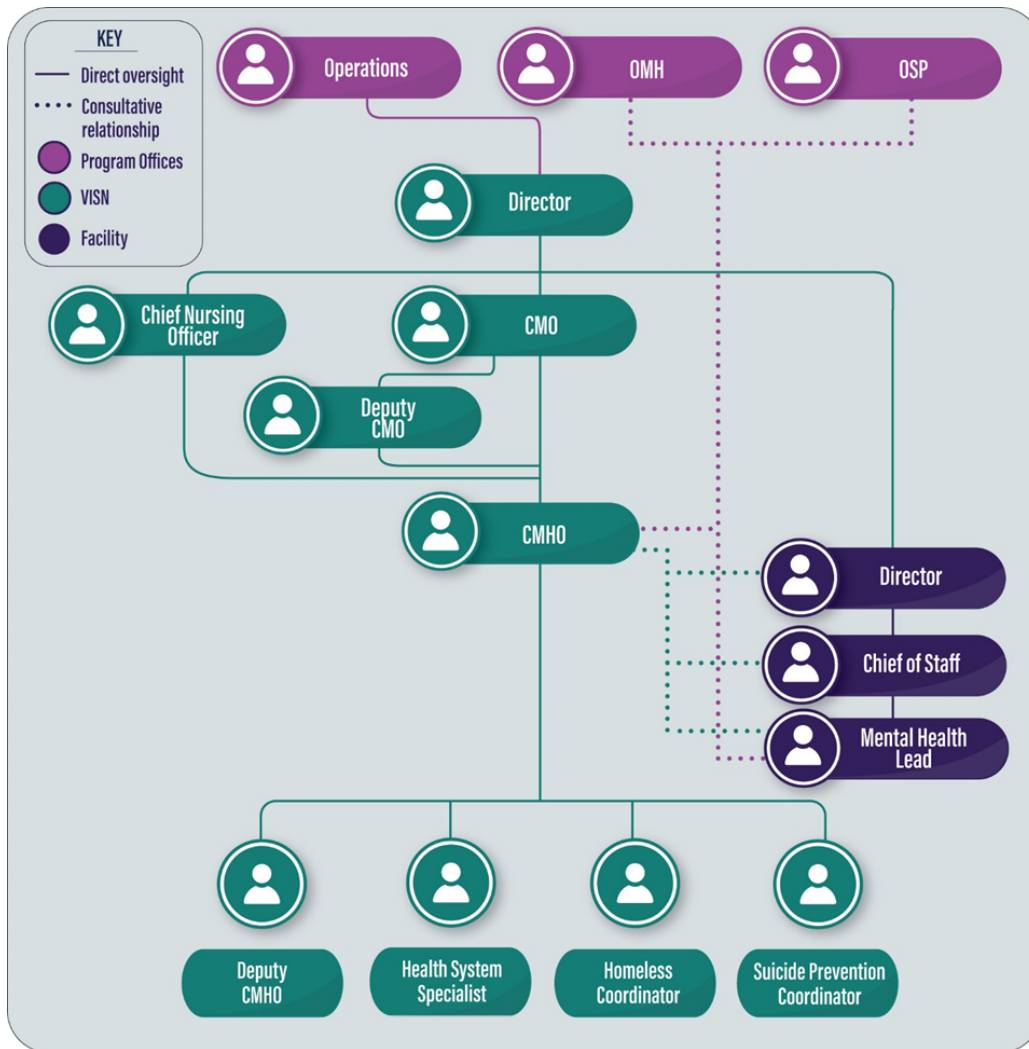 KEY
Direct oversight
Consultative
relationship
Program Offices
VISN
Facility
Operations
OMH
OSP
Director
Chief Nursing
Officer
CMO
Deputy
CMO
CMHO
Director
Chief of Staff
Mental Health
Lead
Deputy
CMHO
Health System
Specialist
Homeless
Coordinator
Suicide Prevention
Coordinator